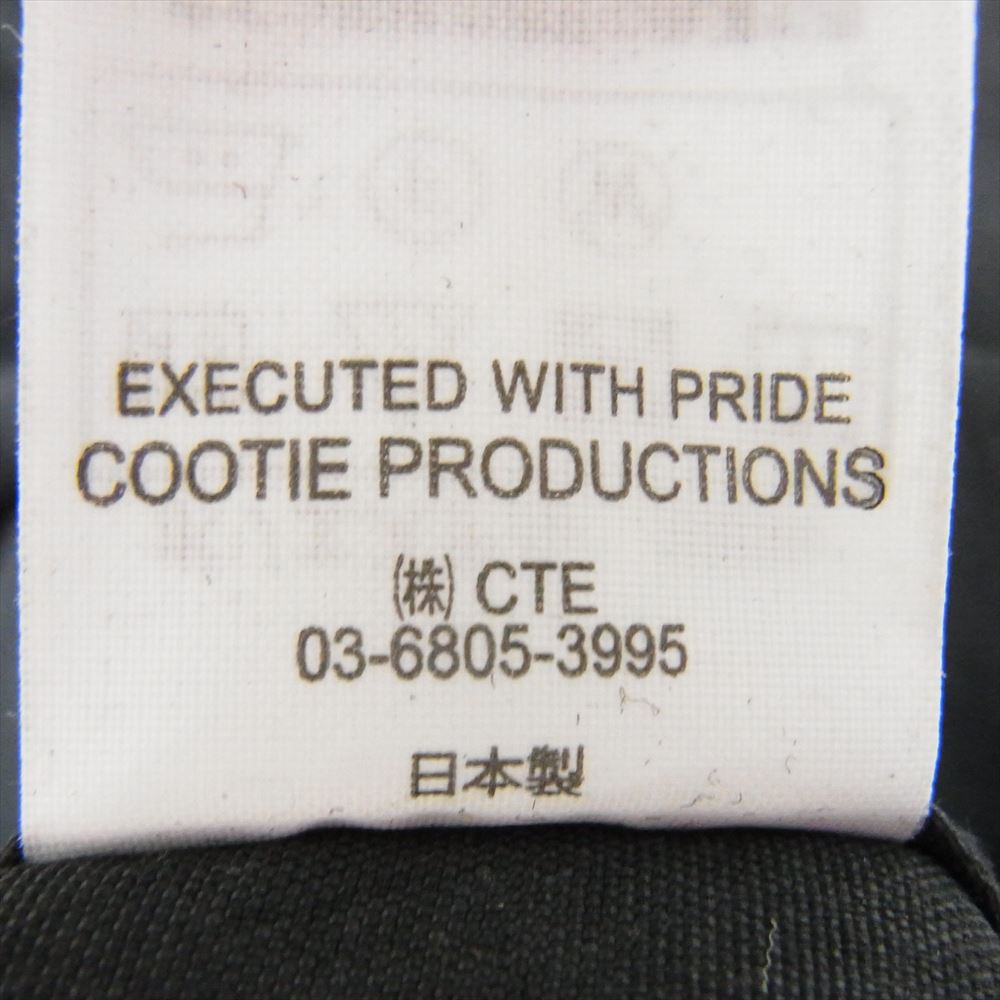 EXECUTED WITH PRIDE
COOTIE PRODUCTIONS
㈱ CTE
03-6805-3995
日本製